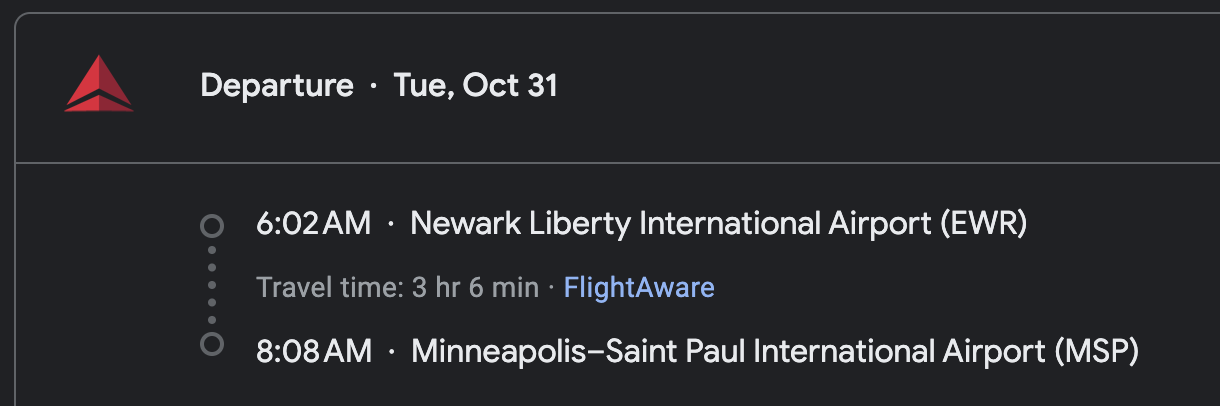 Departure · Tue, Oct 31
6:02 AM · Newark Liberty International Airport (EWR)
Travel time: 3 hr 6 min · FlightAware
8:08 AM · Minneapolis–Saint Paul International Airport (MSP)